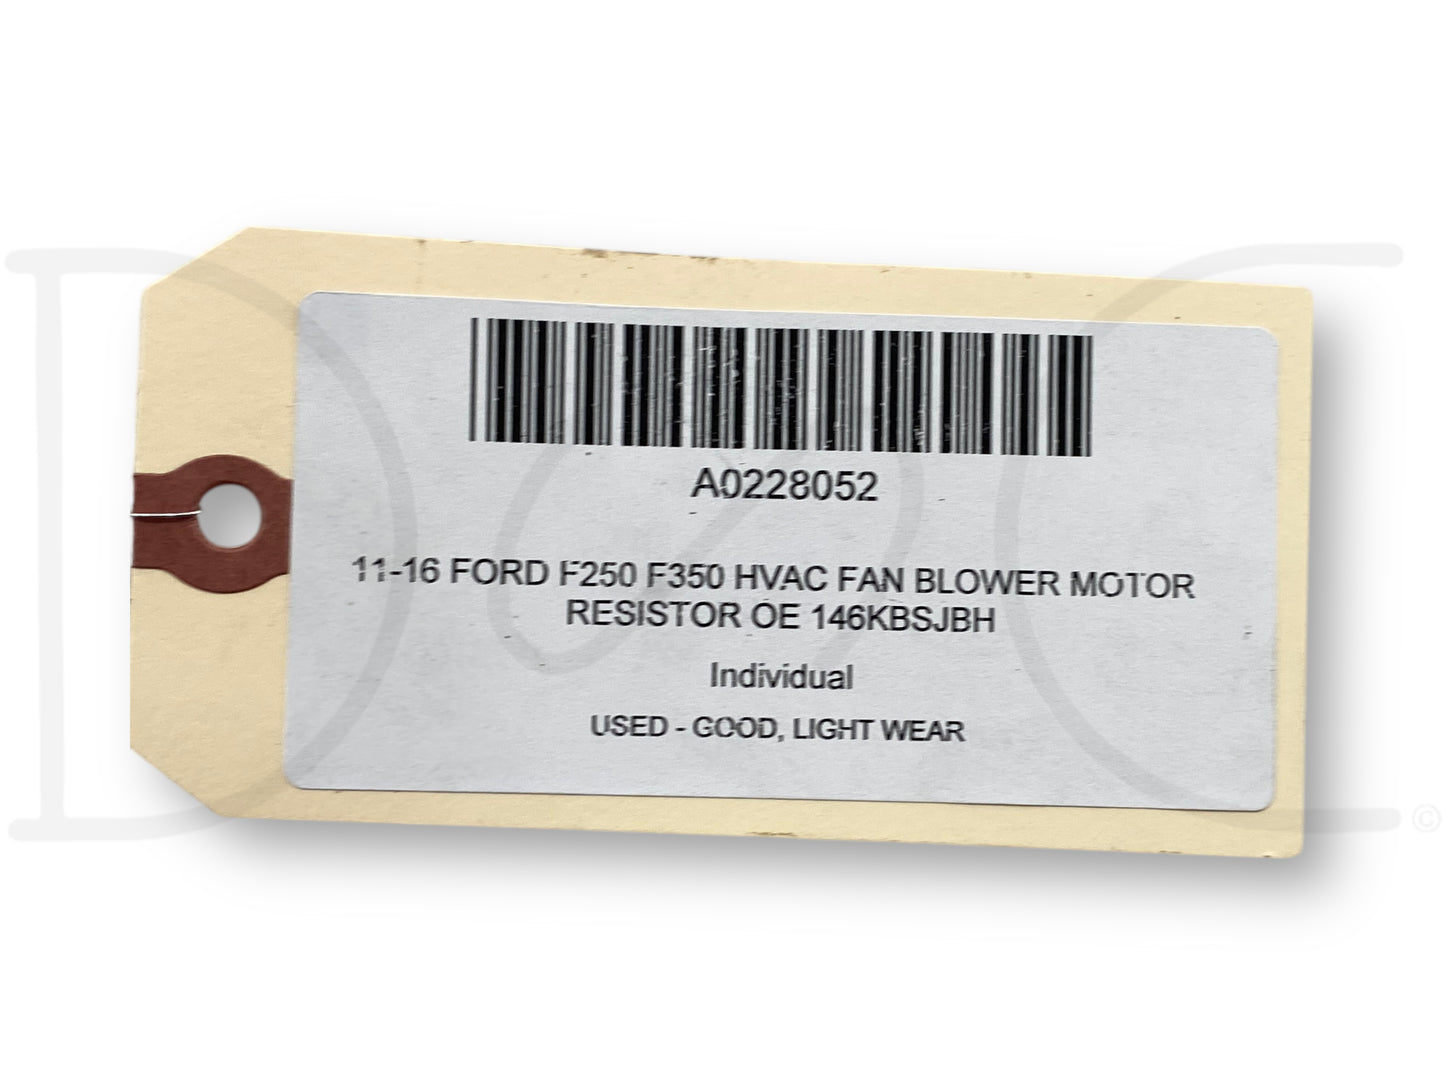 A0228052
11-16 FORD F250 F350 HVAC FAN BLOWER MOTOR
RESISTOR OE 146KBSJBH
Individual
USED - GOOD, LIGHT WEAR
D C
©